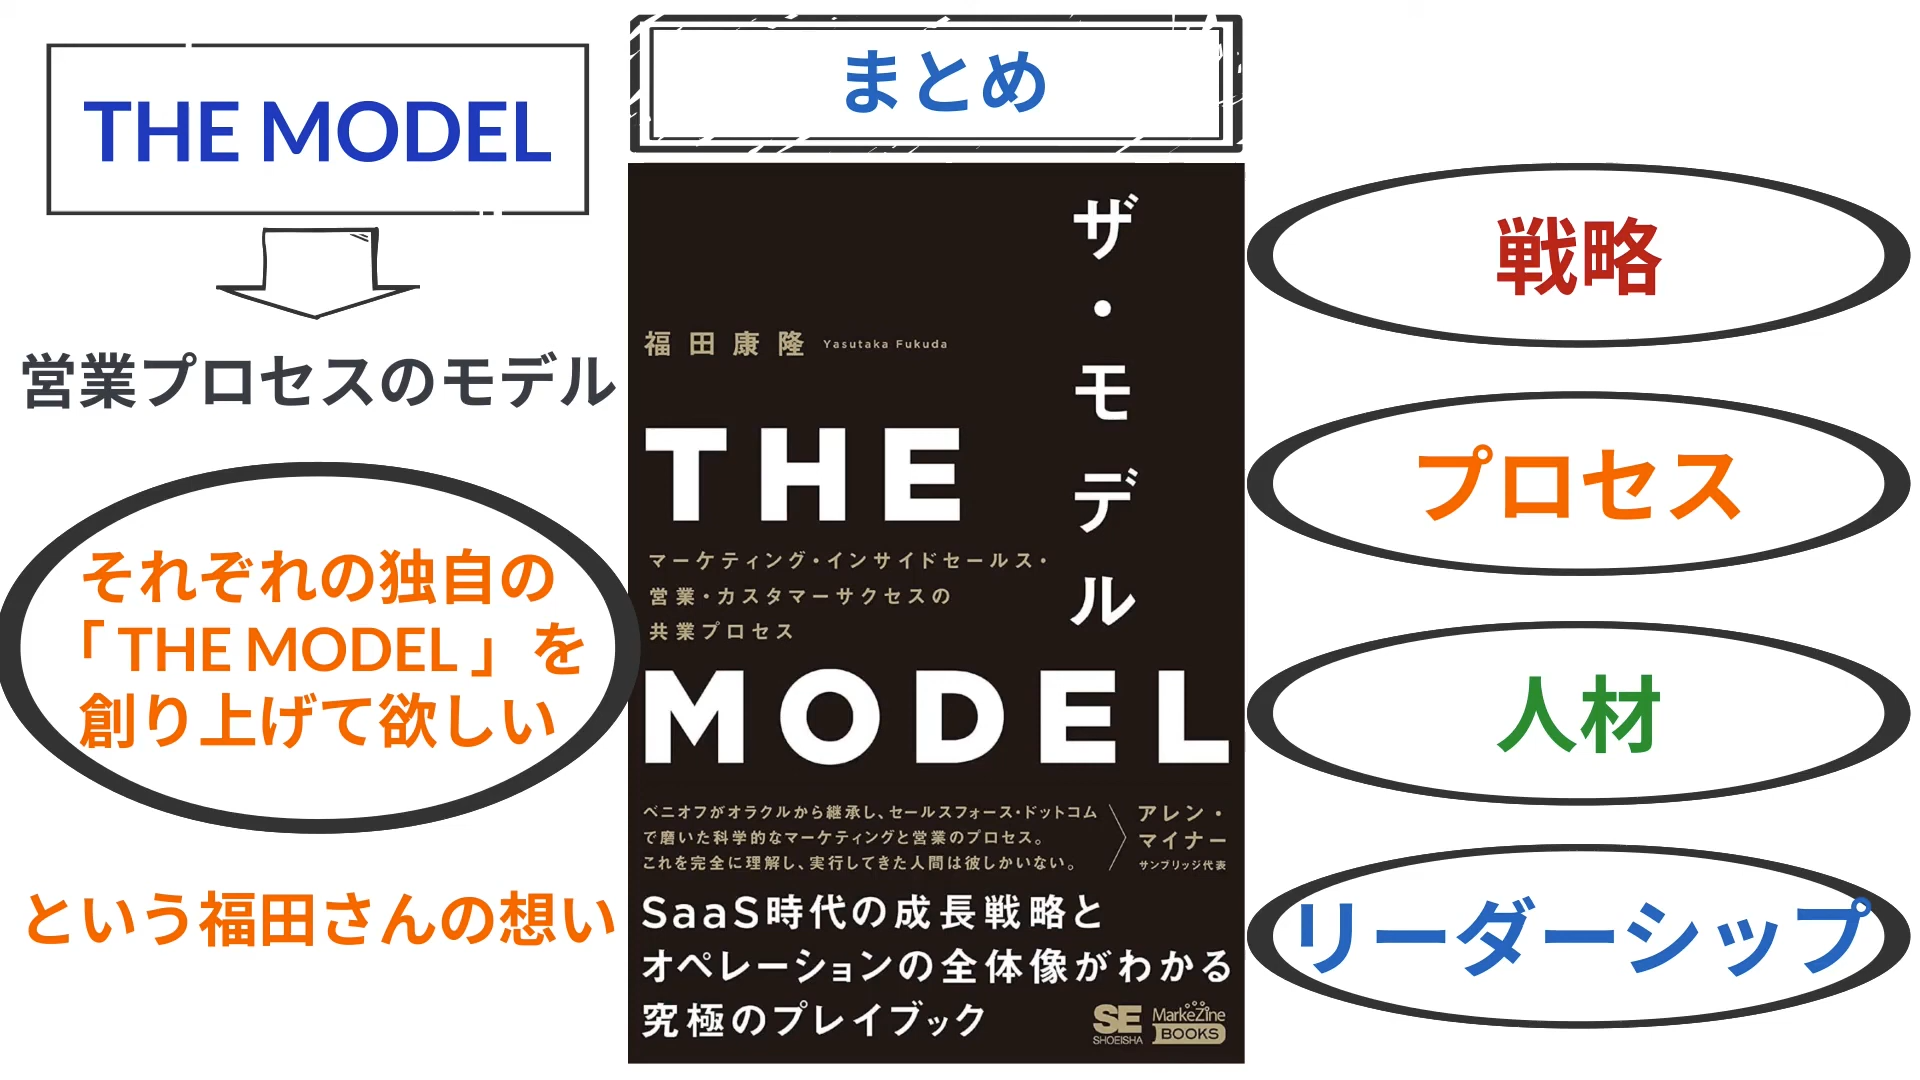 THE MODEL
営業プロセスのモデル
それぞれの独自の
「THE MODEL」を
創り上げて欲しい
という福田さんの想い
まとめ
ザ・モデル
福田康隆 Yasutaka Fukuda
THE
マーケティング・インサイドセールス・
営業・カスタマーサクセスの
共業プロセス
MODEL
ベニオフがオラクルから継承し、セールスフォース・ドットコム
で磨いた科学的なマーケティングと営業のプロセス。
これを完全に理解し、実行してきた人間は彼しかいない。
アレン・
マイナー
サンブリッジ代表
SaaS時代の成長戦略と
オペレーションの全体像がわかる
究極のプレイブック
SE
SHOEISHA
MarkeZine
BOOKS
戦略
プロセス
人材
リーダーシップ